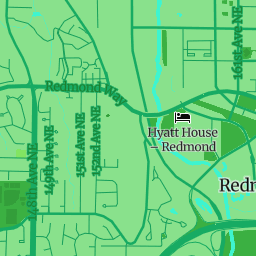 161st Ave NE
Redmond Way
Hyatt House
– Redmond
148th Ave NE
149th Ave NE
151st Ave NE
152nd Ave NE
Redm